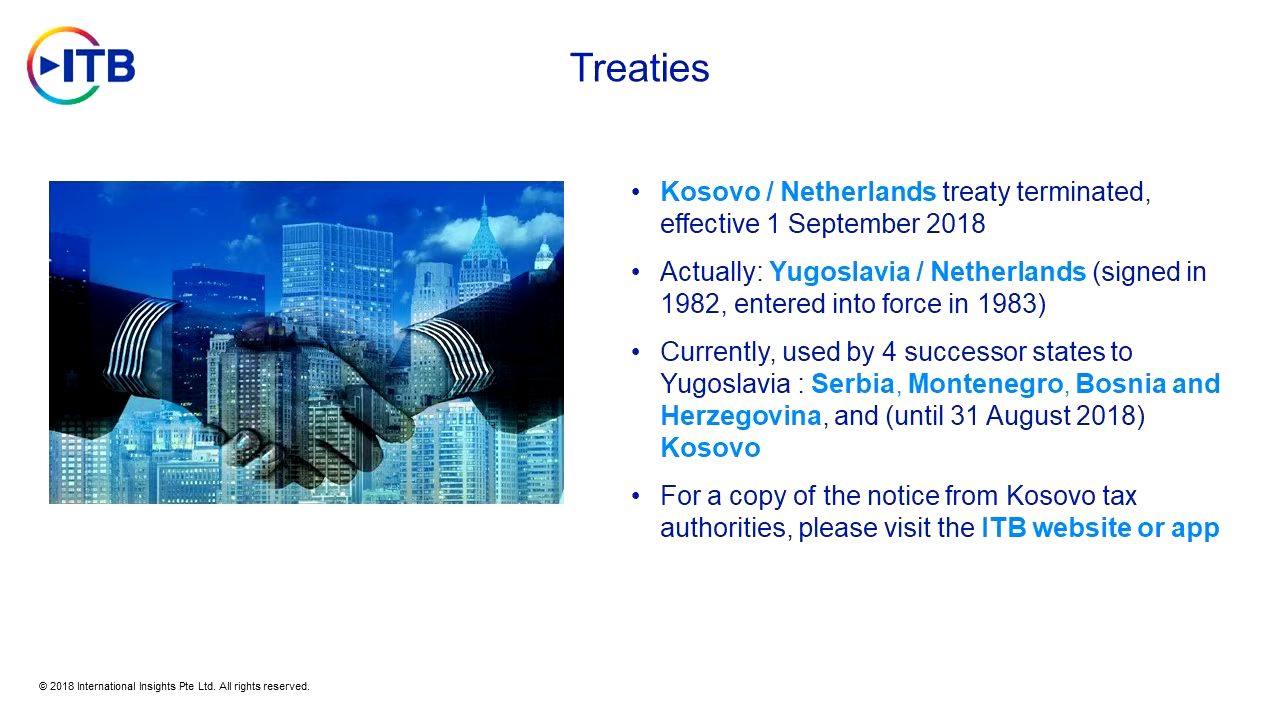 ITB
Treaties
• Kosovo / Netherlands treaty terminated,
effective 1 September 2018
• Actually: Yugoslavia / Netherlands (signed in
1982, entered into force in 1983)
• Currently, used by 4 successor states to
Yugoslavia : Serbia, Montenegro, Bosnia and
Herzegovina, and (until 31 August 2018)
Kosovo
• For a copy of the notice from Kosovo tax
authorities, please visit the ITB website or app
© 2018 International Insights Pte Ltd. All rights reserved.